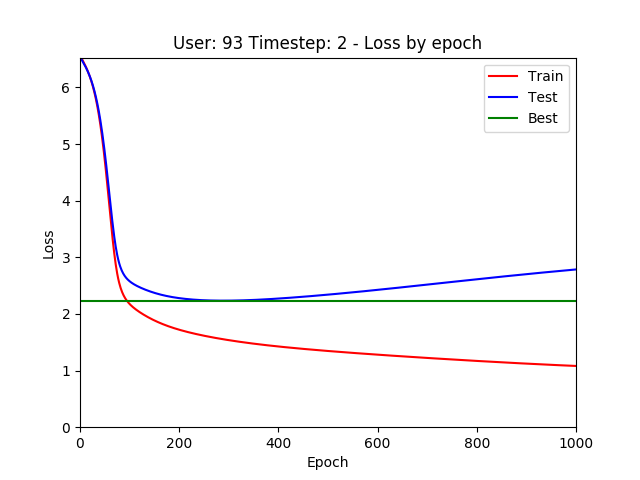 User: 93 Timestep: 2 - Loss by epoch
Train
Test
Best
6
5
4
3
2
1
0
Loss
0 200 400 600 800 1000
Epoch